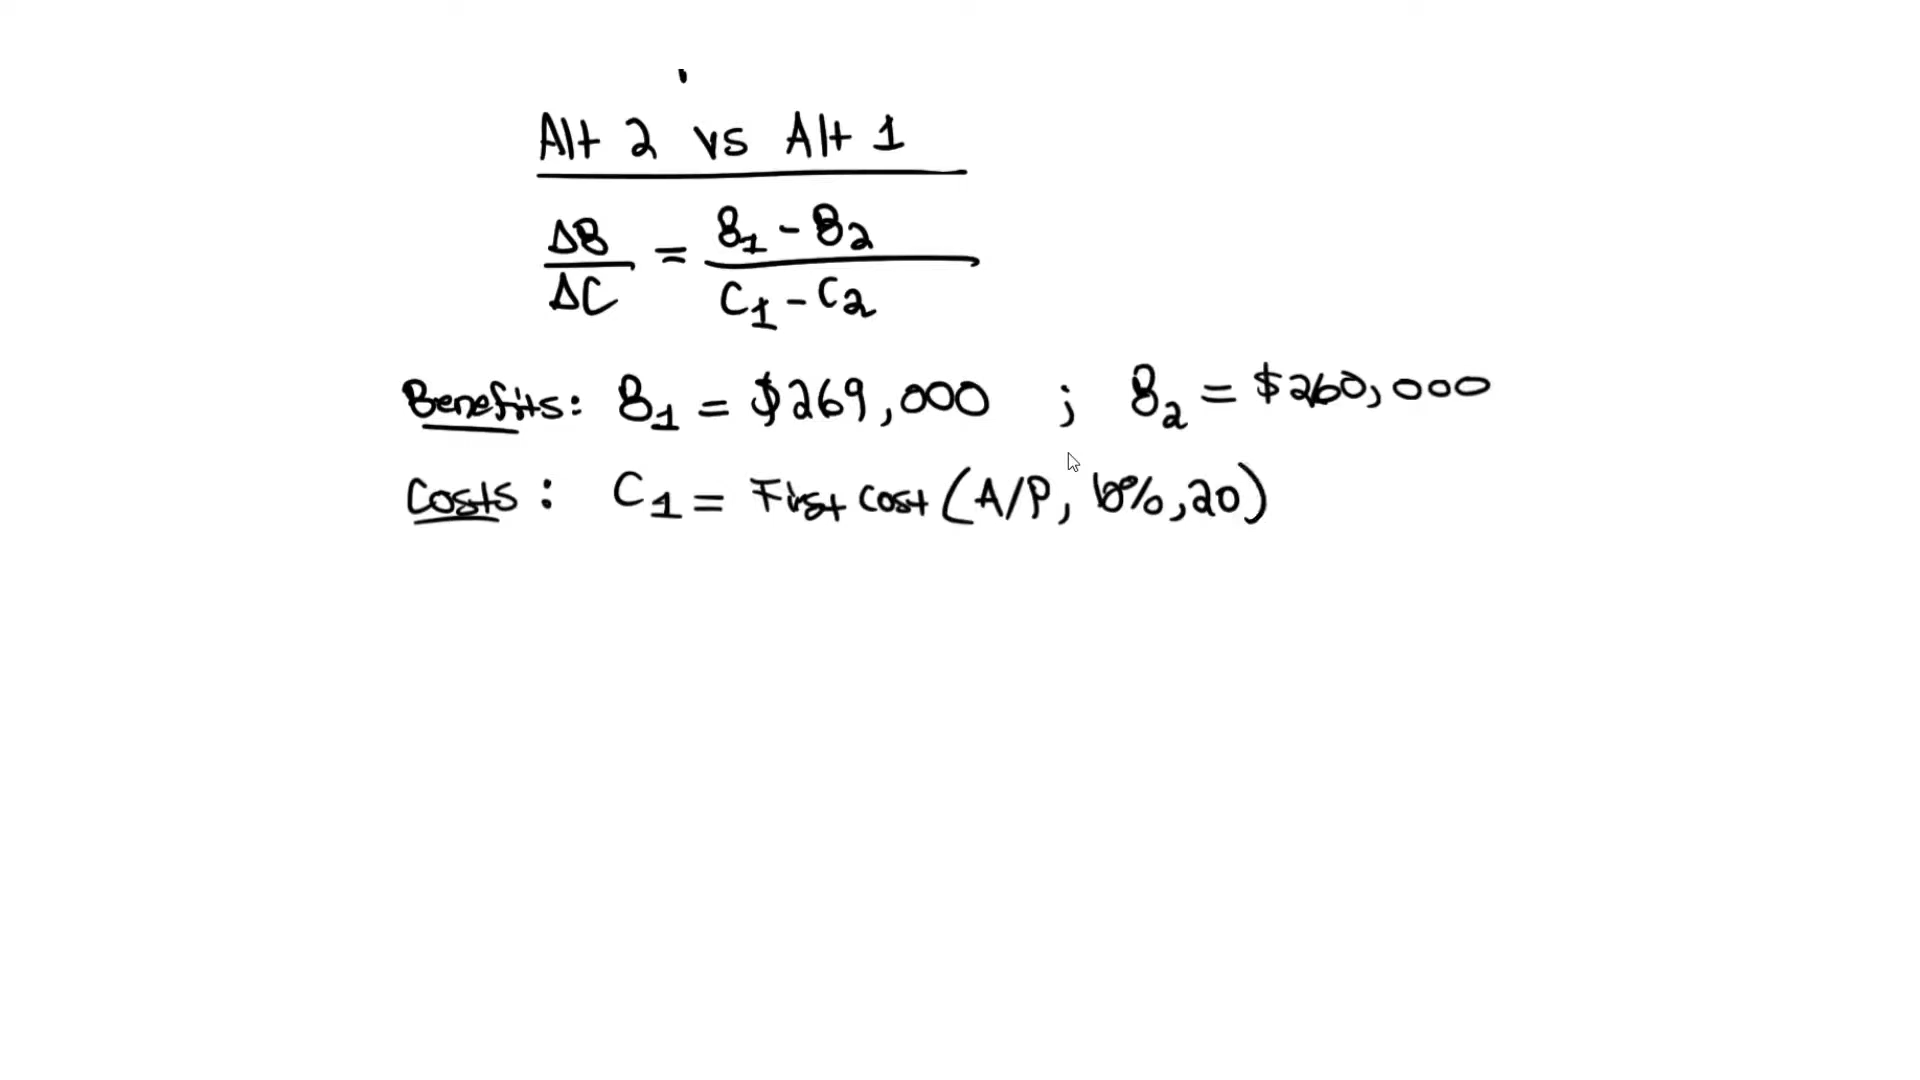 Alt 2 vs Alt 1
ΔB/ΔC = (B₁ - B₂)/(C₁ - C₂)
Benefits: B₁ = $269,000 ; B₂ = $260,000
Costs: C₁ = First cost (A/P, %, 20)